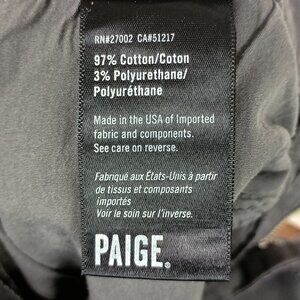 RN#27002 CA#51217
97% Cotton/Coton
3% Polyurethane/
Polyuréthane
Made in the USA of Imported
fabric and components.
See care on reverse.
Fabriqué aux États-Unis à partir
de tissus et composants
importés
Voir le soin sur l'inverse.
PAIGE®